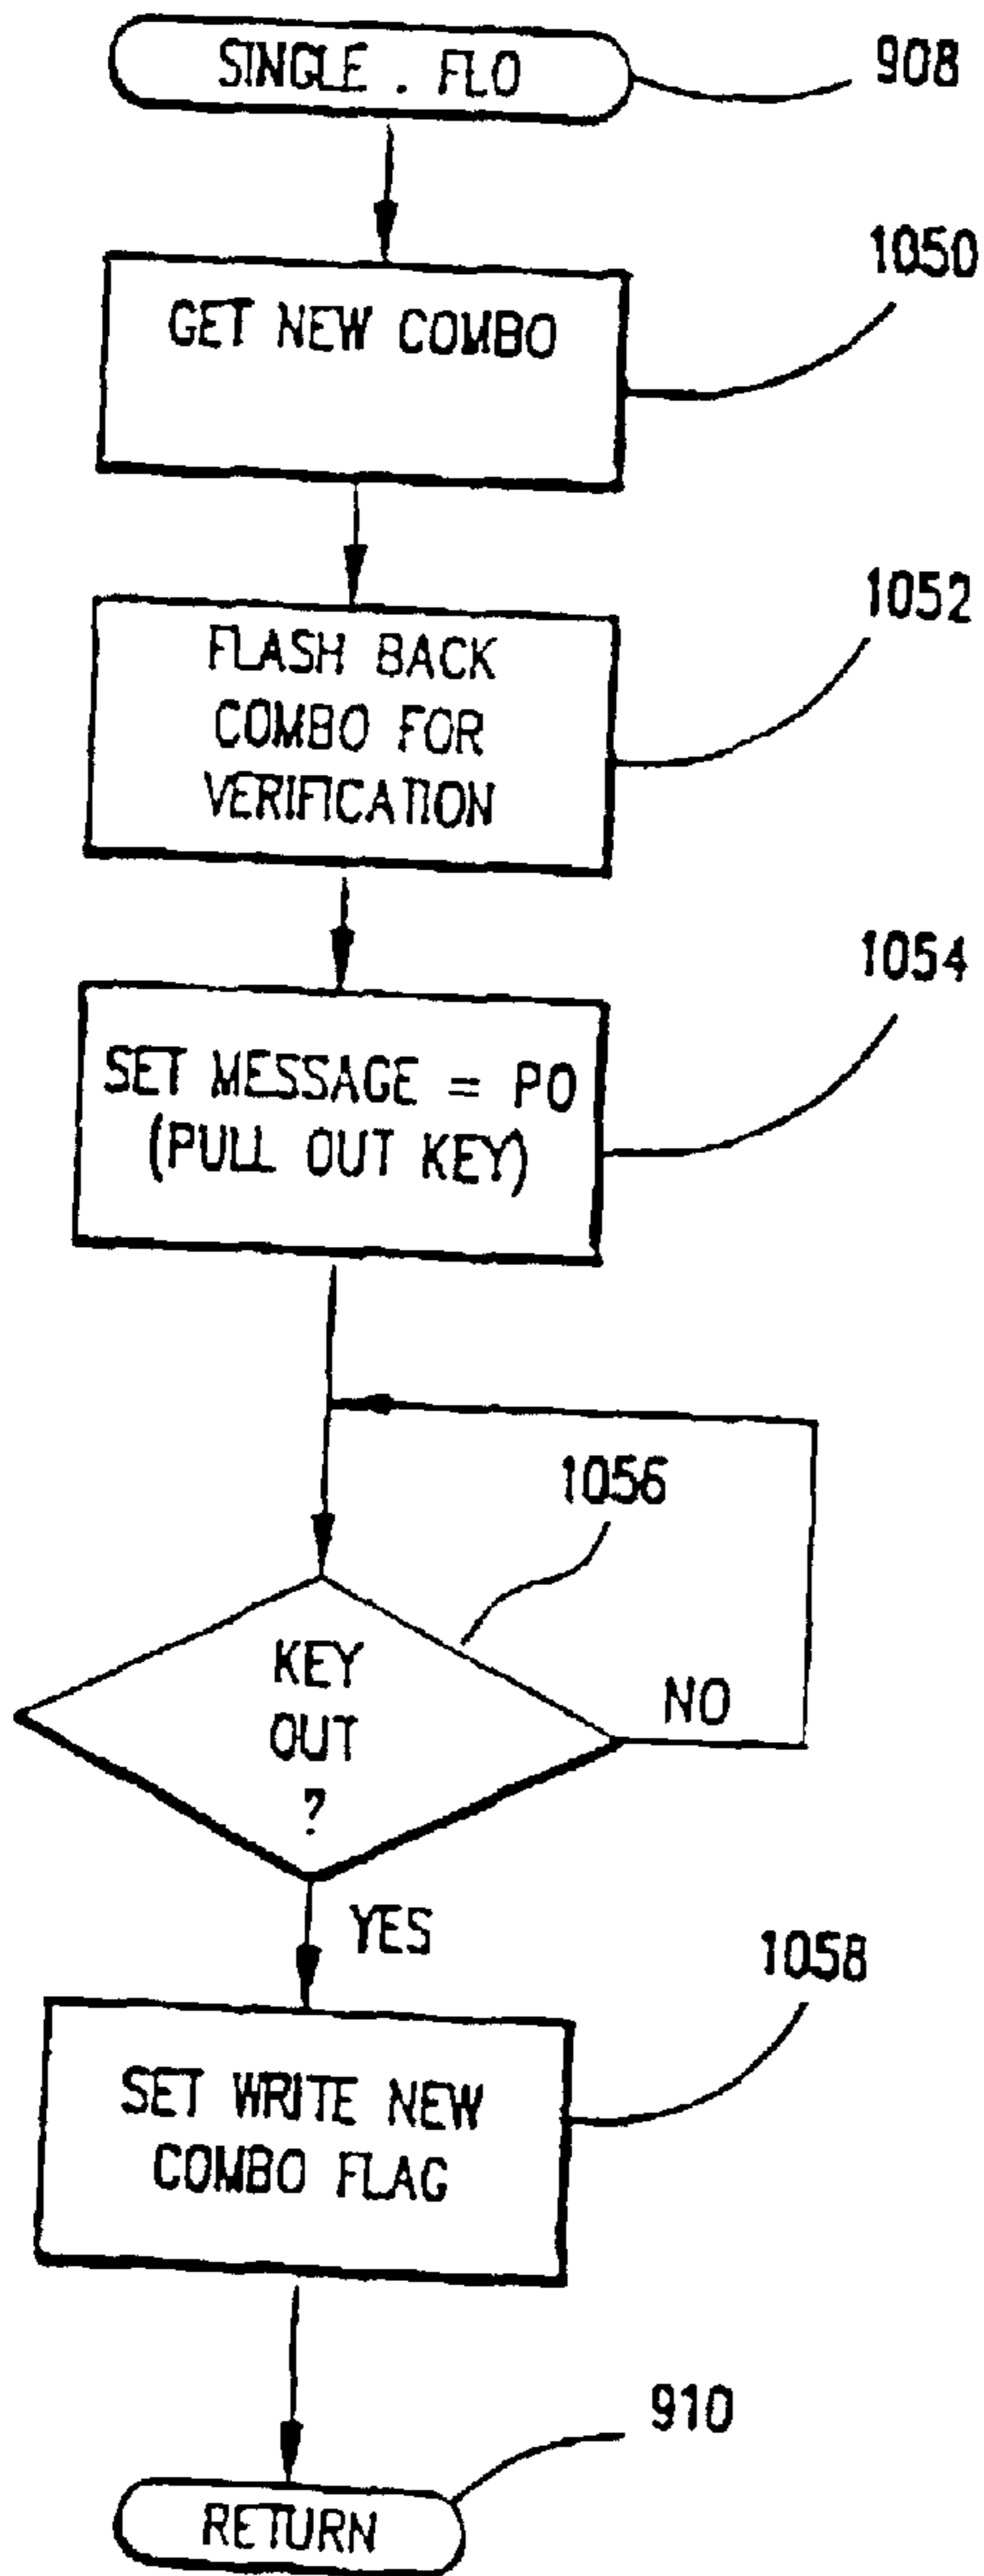 SINGLE . FLO
908
1050
GET NEW COMBO
1052
FLASH BACK
COMBO FOR
VERIFICATION
1054
SET MESSAGE = PO
(PULL OUT KEY)
1056
KEY
OUT
?
NO
YES
1058
SET WRITE NEW
COMBO FLAG
910
RETURN